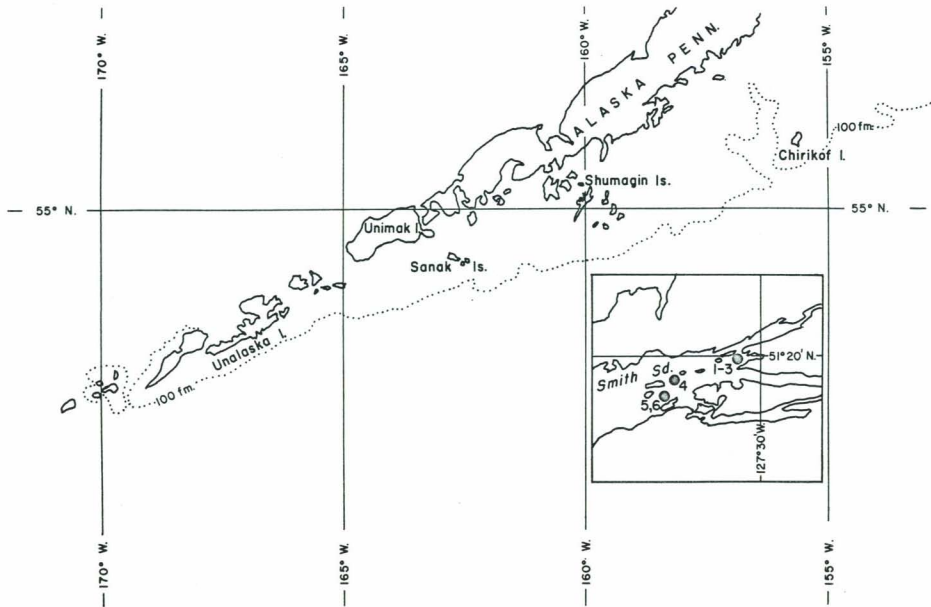 170° W.
165° W.
160° W.
155° W.
ALASKA PENN.
100 fm.
Chirikof I.
Shumagin Is.
55° N.
55° N.
Unimak I.
Sanak Is.
Unalaska I.
100 fm.
51° 20' N.
Smith Sd.
1-3
4
5,6
127° 30' W.
170° W.
165° W.
160° W.
155° W.